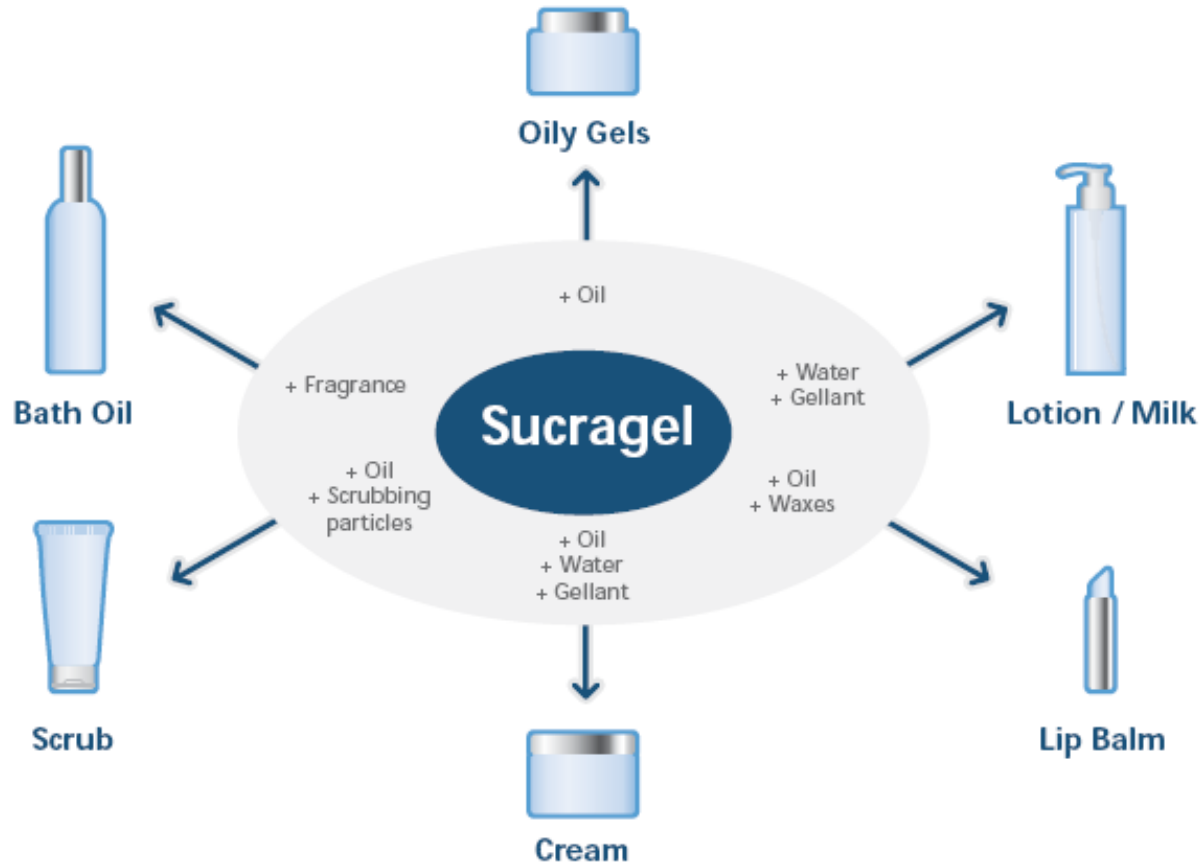 Oily Gels
+ Oil
Bath Oil
+ Fragrance
+ Water
+ Gellant
Lotion / Milk
Sucragel
+ Oil
+ Scrubbing
particles
+ Oil
+ Waxes
+ Oil
+ Water
+ Gellant
Scrub
Lip Balm
Cream